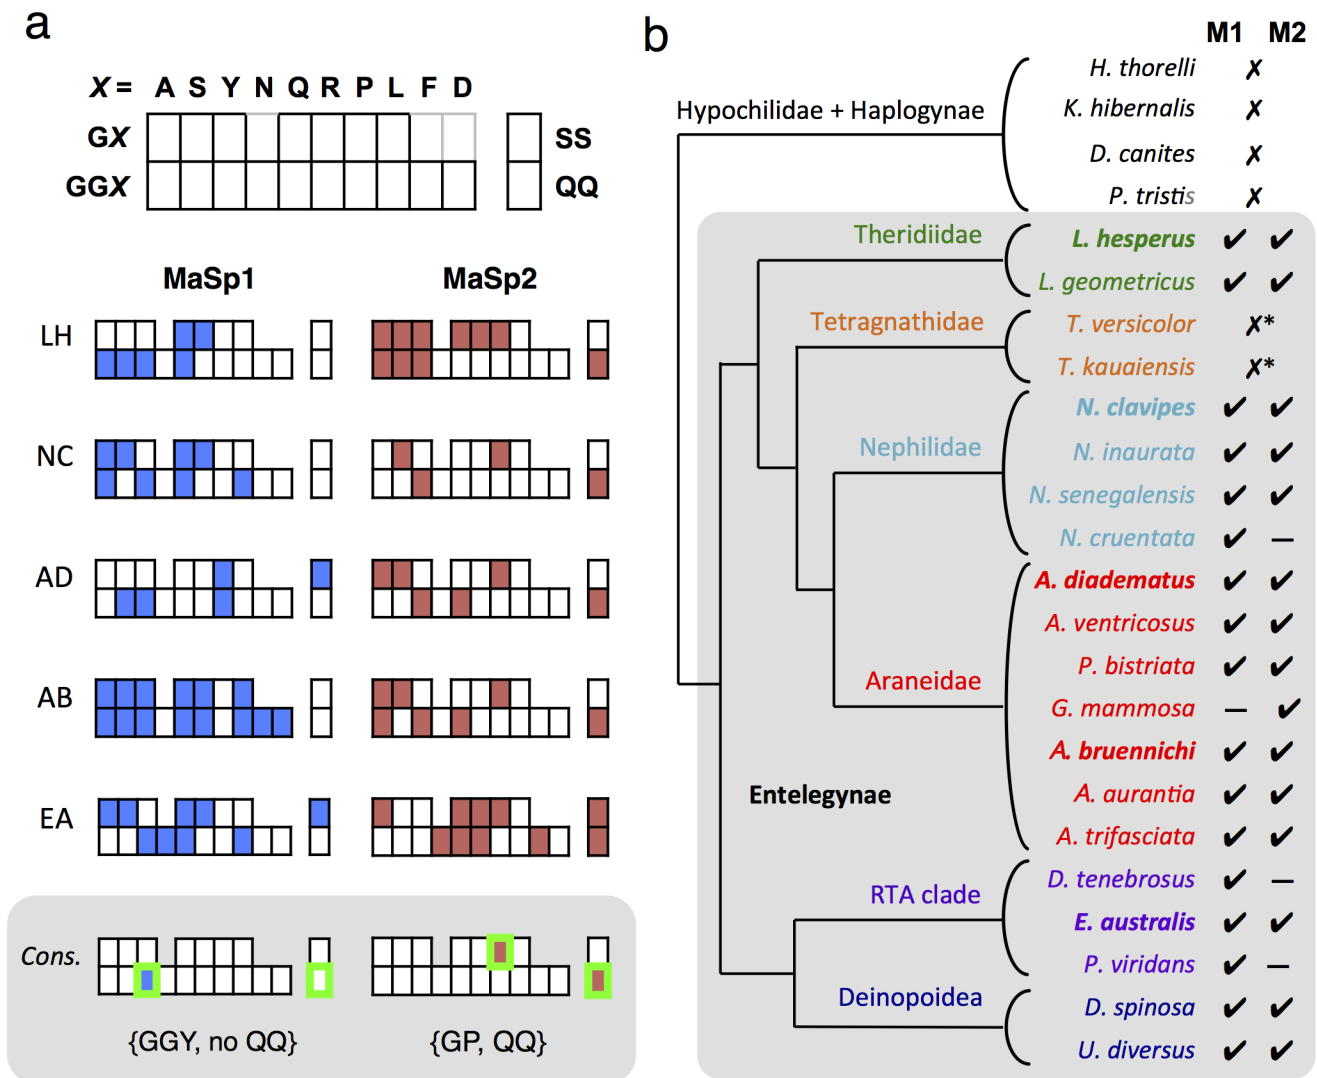 a
X = A S Y N Q R P L F D
GX
SS
GGX
QQ
MaSp1
MaSp2
LH
NC
AD
AB
EA
Cons.
{GGY, no QQ}
{GP, QQ}
b
M1 M2
Hypochilidae + Haplogynae
H. thorelli ✗
K. hibernalis ✗
D. canites ✗
P. tristis ✗
Theridiidae
L. hesperus ✔ ✔
L. geometricus ✔ ✔
Tetragnathidae
T. versicolor ✗*
T. kauaiensis ✗*
Nephilidae
N. clavipes ✔ ✔
N. inaurata ✔ ✔
N. senegalensis ✔ ✔
N. cruentata ✔ –
Araneidae
A. diadematus ✔ ✔
A. ventricosus ✔ ✔
P. bistriata ✔ ✔
G. mammosa – ✔
A. bruennichi ✔ ✔
A. aurantia ✔ ✔
A. trifasciata ✔ ✔
Entelegynae
RTA clade
D. tenebrosus ✔ –
E. australis ✔ ✔
P. viridans ✔ –
Deinopoidea
D. spinosa ✔ ✔
U. diversus ✔ ✔